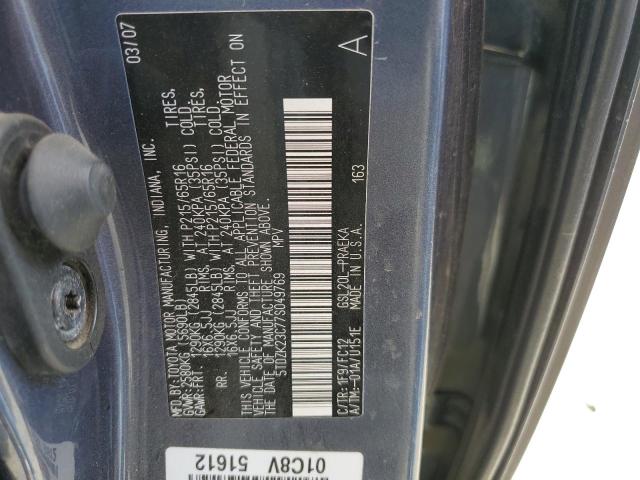 MFD.BY:TOYOTA MOTOR MANUFACTURING, INDIANA, INC. 03/07
GVWR:2580KG(5690LB)
GAWR:FRT. 1290KG (2845LB) WITH P215/65R16 TIRES,
16X6.5JJ RIMS, AT 240KPA (35PSI) COLD.
RR. 1290KG (2845LB) WITH P215/65R16 TIRES,
16X6.5JJ RIMS, AT 240KPA (35PSI) COLD.
THIS VEHICLE CONFORMS TO ALL APPLICABLE FEDERAL MOTOR
VEHICLE SAFETY AND THEFT PREVENTION STANDARDS IN EFFECT ON
THE DATE OF MANUFACTURE SHOWN ABOVE.
5TDZK23C77S049769 MPV
163 A
C/TR:1F9/FC12 GSL20L-PRAEKA
A/TM:-01A/U151E MADE IN U.S.A.
01C8V 51612